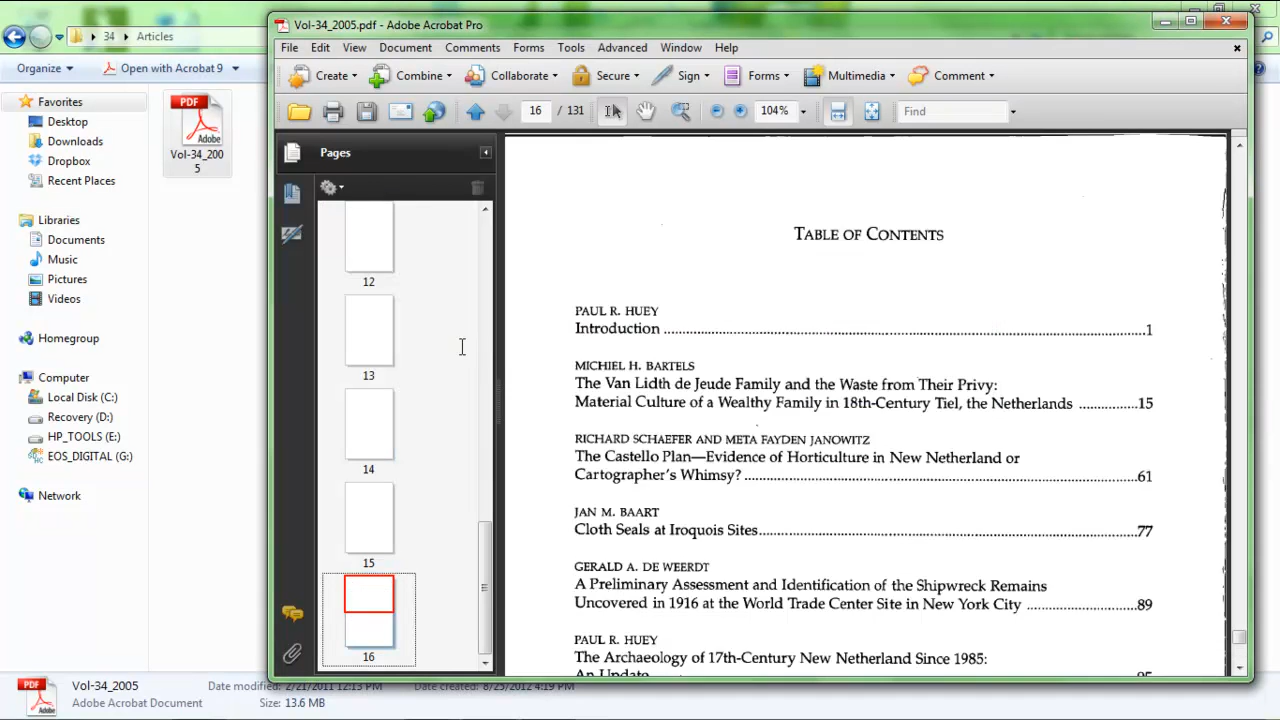 Vol-34_2005.pdf - Adobe Acrobat Pro
34 Articles
File Edit View Document Comments Forms Tools Advanced Window Help
Organize Open with Acrobat 9
Create Combine Collaborate Secure Sign Forms Multimedia Comment
16 / 131 104% Find
Favorites
Desktop
Downloads
Dropbox
Recent Places
Libraries
Documents
Music
Pictures
Videos
Homegroup
Computer
Local Disk (C:)
Recovery (D:)
HP_TOOLS (E:)
EOS_DIGITAL (G:)
Network
PDF
Adobe
Vol-34_200
5
Pages
12
13
14
15
16
TABLE OF CONTENTS
PAUL R. HUEY
Introduction ........ 1
MICHIEL H. BARTELS
The Van Lidth de Jeude Family and the Waste from Their Privy:
Material Culture of a Wealthy Family in 18th-Century Tiel, the Netherlands ........ 15
RICHARD SCHAEFER AND META FAYDEN JANOWITZ
The Castello Plan—Evidence of Horticulture in New Netherland or
Cartographer's Whimsy? ........ 61
JAN M. BAART
Cloth Seals at Iroquois Sites ........ 77
GERALD A. DE WEERDT
A Preliminary Assessment and Identification of the Shipwreck Remains
Uncovered in 1916 at the World Trade Center Site in New York City ........ 89
PAUL R. HUEY
The Archaeology of 17th-Century New Netherland Since 1985:
An Update ........ 95
PDF
Vol-34_2005 Date modified: 2/21/2011 12:13 PM Date created: 8/25/2012 4:19 PM
Adobe Acrobat Document Size: 13.6 MB